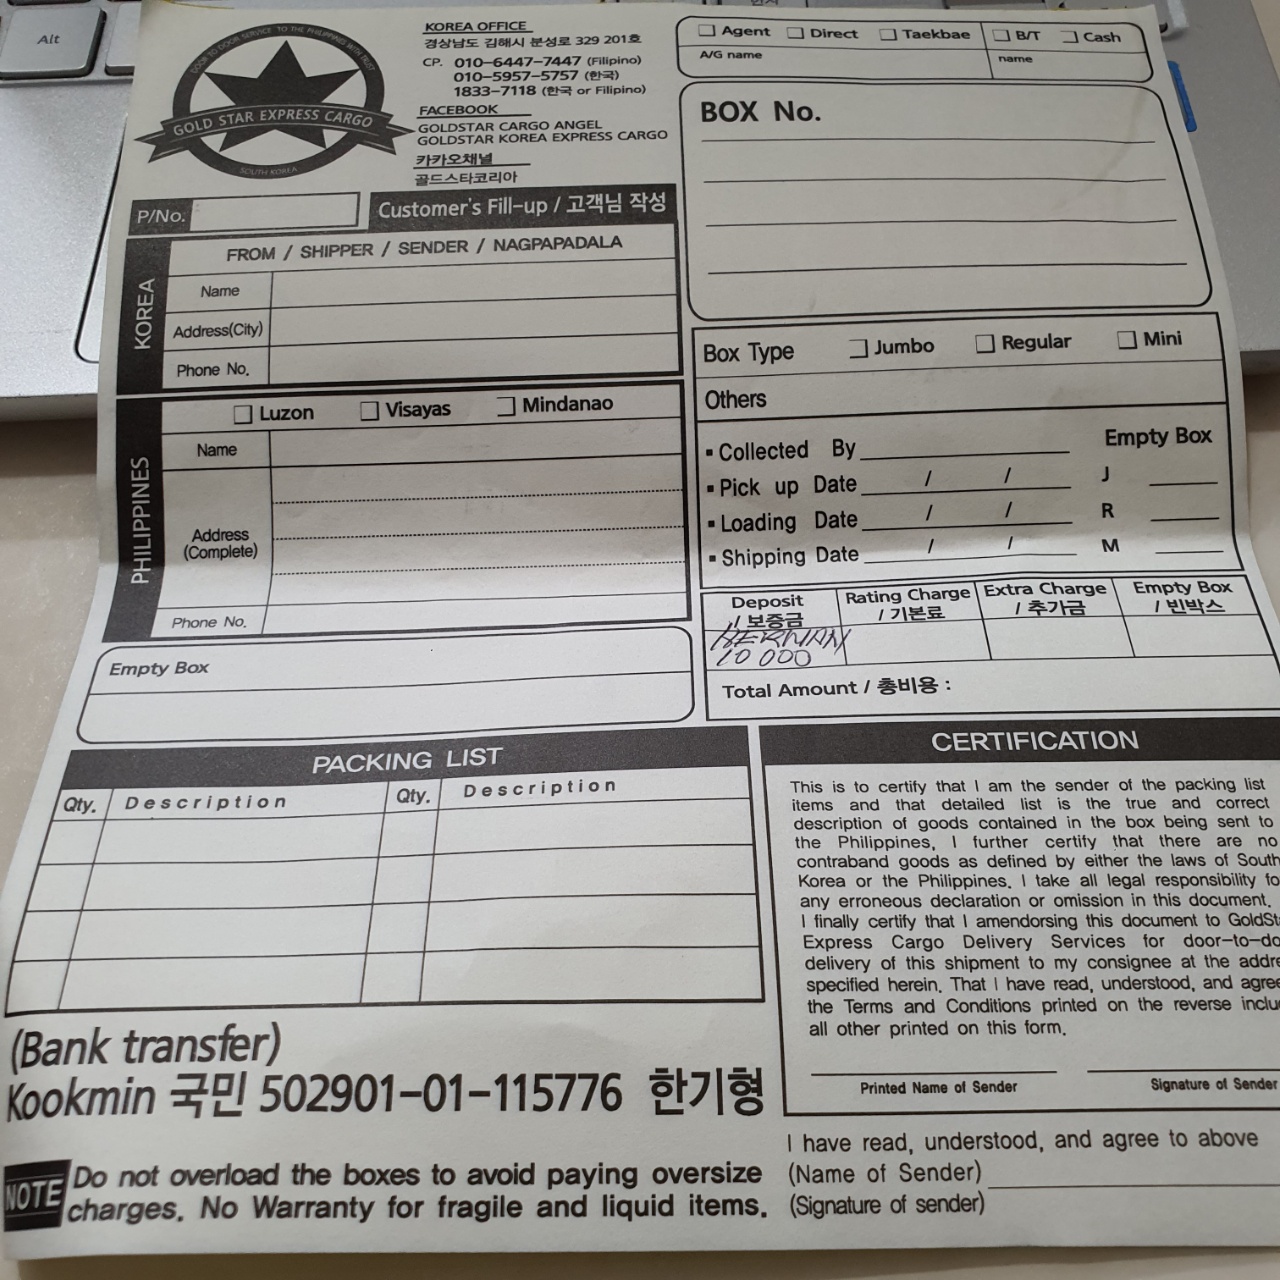 Alt
DOOR TO DOOR SERVICE TO THE PHILIPPINES WITH TRUST
GOLD STAR EXPRESS CARGO
SOUTH KOREA
KOREA OFFICE
경상남도 김해시 분성로 329 201호
CP. 010-6447-7447 (Filipino)
010-5957-5757 (한국)
1833-7118 (한국 or Filipino)
FACEBOOK
GOLDSTAR CARGO ANGEL
GOLDSTAR KOREA EXPRESS CARGO
카카오채널
골드스타코리아
Agent Direct Taekbae B/T Cash
A/G name name
BOX No.
P/No. Customer's Fill-up / 고객님 작성
KOREA
FROM / SHIPPER / SENDER / NAGPAPADALA
Name
Address(City)
Phone No.
PHILIPPINES
Luzon Visayas Mindanao
Name
Address
(Complete)
Phone No.
Empty Box
Box Type Jumbo Regular Mini
Others
▪ Collected By Empty Box
▪ Pick up Date / / J
▪ Loading Date / / R
▪ Shipping Date / / M
Deposit Rating Charge Extra Charge Empty Box
/ 보증금 / 기본료 / 추가금 / 빈박스
HERNAN
10 000
Total Amount / 총비용 :
PACKING LIST
Qty. Description Qty. Description
CERTIFICATION
This is to certify that I am the sender of the packing list
items and that detailed list is the true and correct
description of goods contained in the box being sent to
the Philippines. I further certify that there are no
contraband goods as defined by either the laws of South
Korea or the Philippines. I take all legal responsibility fo
any erroneous declaration or omission in this document.
I finally certify that I amendorsing this document to GoldSt
Express Cargo Delivery Services for door-to-do
delivery of this shipment to my consignee at the addre
specified herein. That I have read, understood, and agree
the Terms and Conditions printed on the reverse inclu
all other printed on this form.
Printed Name of Sender Signature of Sender
(Bank transfer)
Kookmin 국민 502901-01-115776 한기형
NOTE Do not overload the boxes to avoid paying oversize
charges. No Warranty for fragile and liquid items.
I have read, understood, and agree to above
(Name of Sender)
(Signature of sender)